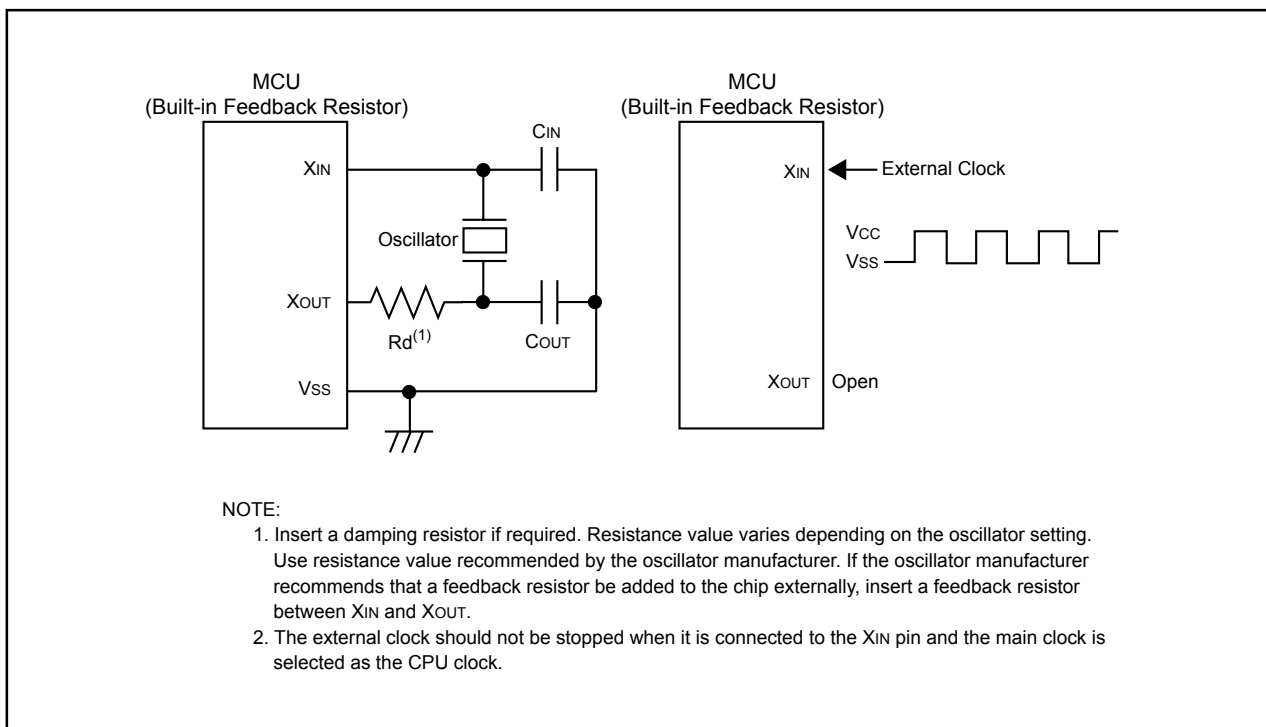 MCU
(Built-in Feedback Resistor)
XIN
CIN
Oscillator
XOUT
Rd(1)
COUT
VSS
MCU
(Built-in Feedback Resistor)
XIN
External Clock
VCC
VSS
XOUT
Open
NOTE:
1. Insert a damping resistor if required. Resistance value varies depending on the oscillator setting.
Use resistance value recommended by the oscillator manufacturer. If the oscillator manufacturer
recommends that a feedback resistor be added to the chip externally, insert a feedback resistor
between XIN and XOUT.
2. The external clock should not be stopped when it is connected to the XIN pin and the main clock is
selected as the CPU clock.